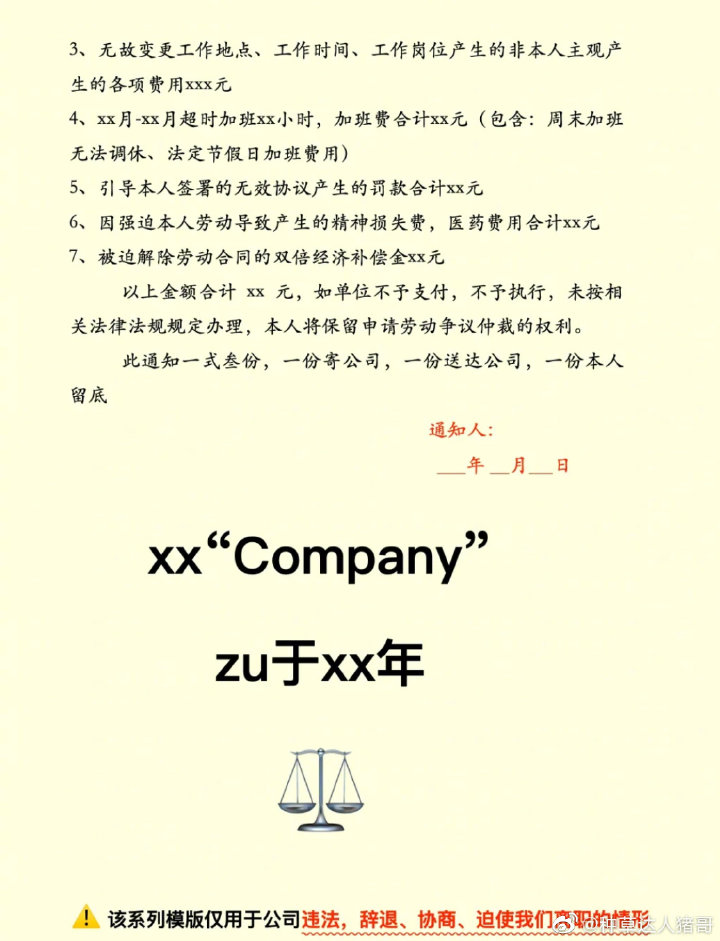 3、无故变更工作地点、工作时间、工作岗位产生的非本人主观产
生的各项费用xxx元
4、xx月-xx月超时加班xx小时，加班费合计xx元（包含：周末加班
无法调休、法定节假日加班费用）
5、引导本人签署的无效协议产生的罚款合计xx元
6、因强迫本人劳动导致产生的精神损失费，医药费用合计xx元
7、被迫解除劳动合同的双倍经济补偿金xx元
以上金额合计 xx 元，如单位不予支付，不予执行，未按相
关法律法规规定办理，本人将保留申请劳动争议仲裁的权利。
此通知一式叁份，一份寄公司，一份送达公司，一份本人
留底
通知人：
___年 __月___日
xx“Company”
zu于xx年
该系列模版仅用于公司违法，辞退、协商、迫使我们离职的情形
@种草达人猪哥